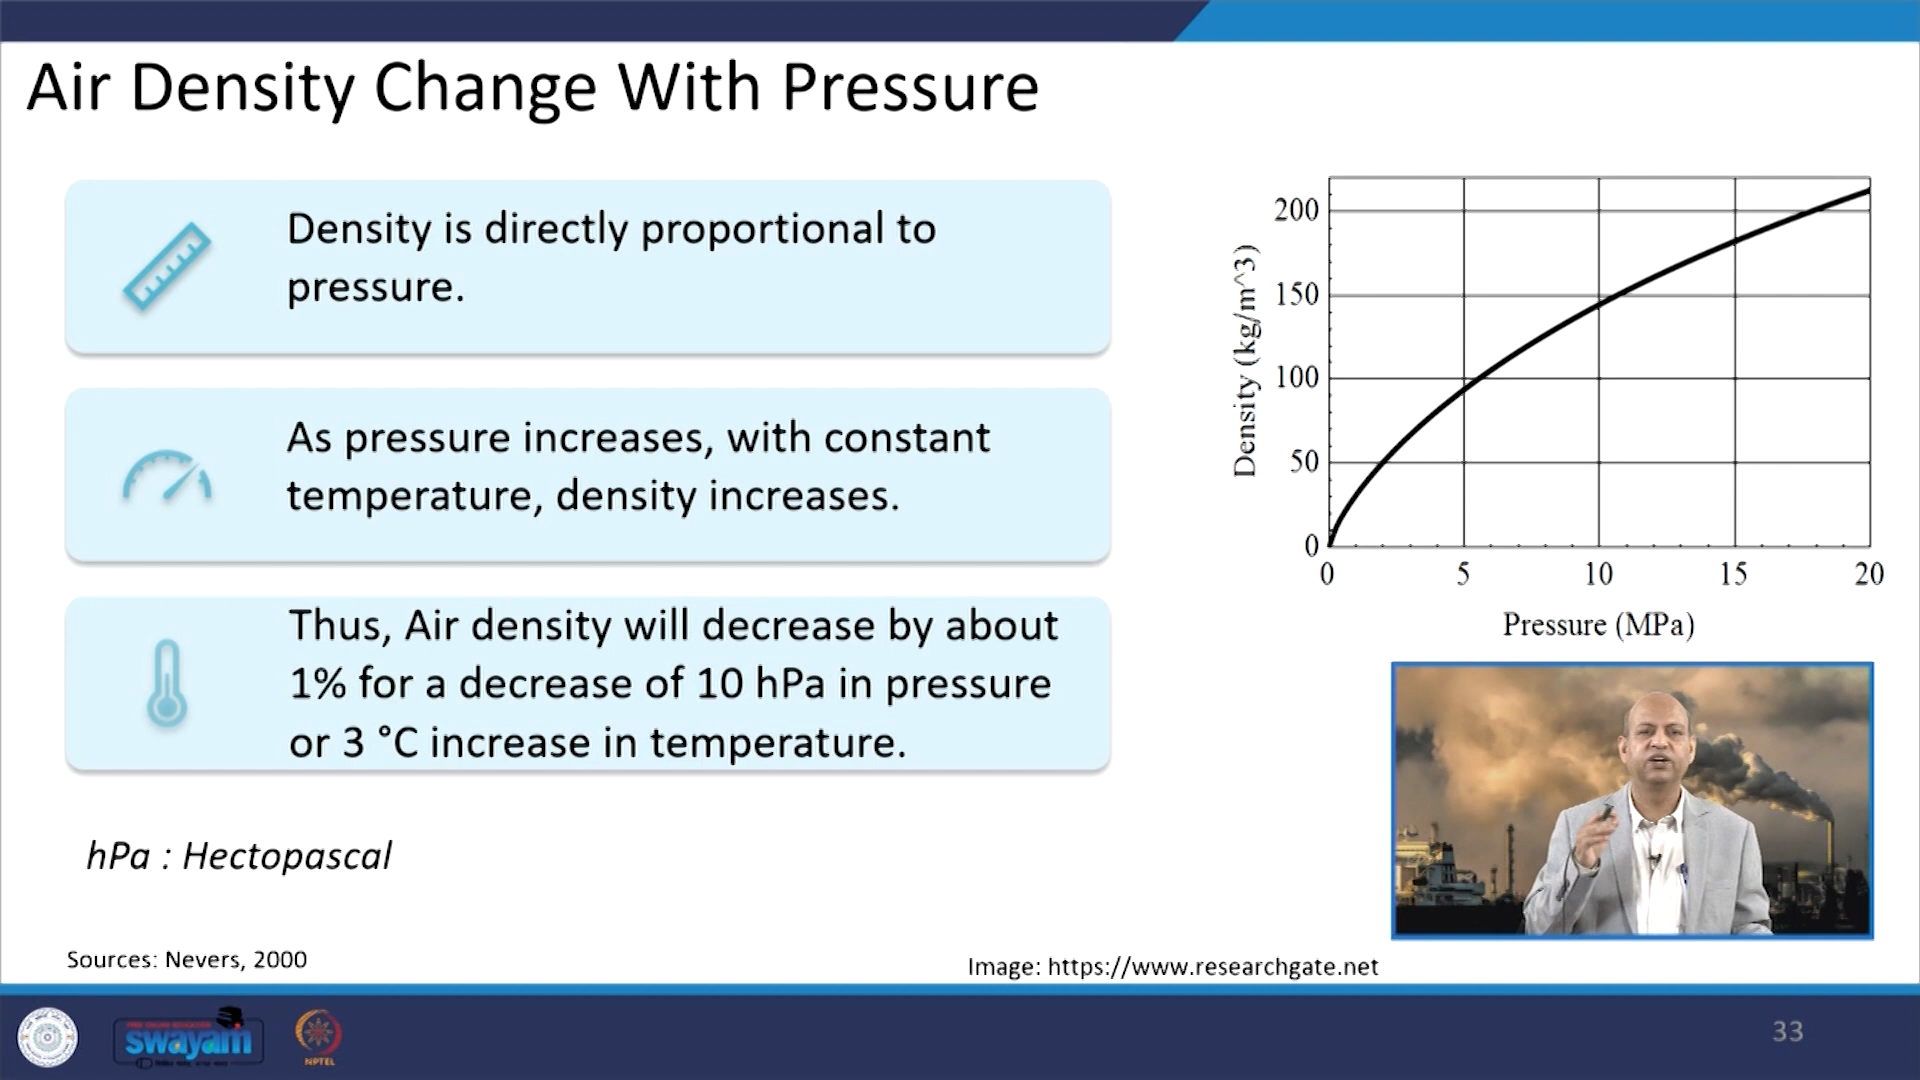 Air Density Change With Pressure
Density is directly proportional to
pressure.
As pressure increases, with constant
temperature, density increases.
Thus, Air density will decrease by about
1% for a decrease of 10 hPa in pressure
or 3 °C increase in temperature.
hPa : Hectopascal
Sources: Nevers, 2000
Density (kg/m^3)
200
150
100
50
0
0 5 10 15 20
Pressure (MPa)
Image: https://www.researchgate.net
swayam
NPTEL
33